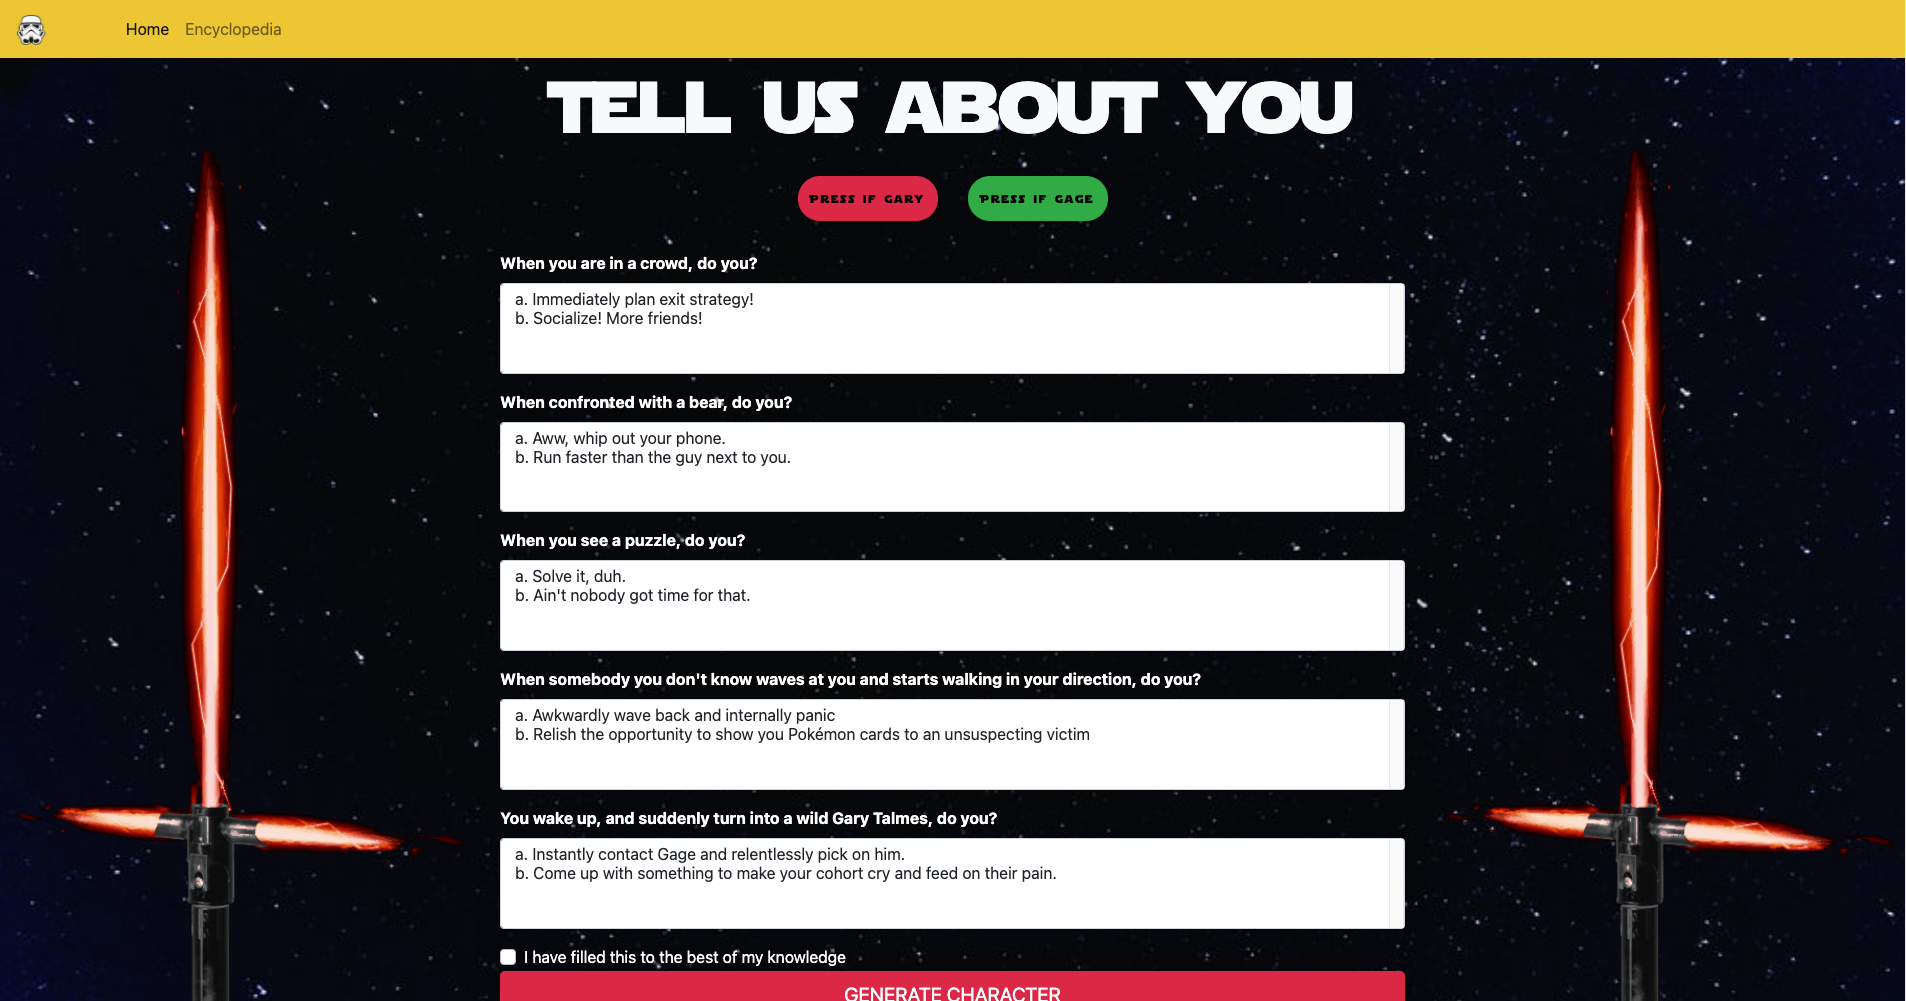 Home Encyclopedia
TELL US ABOUT YOU
PRESS IF GARY PRESS IF GAGE
When you are in a crowd, do you?
a. Immediately plan exit strategy!
b. Socialize! More friends!
When confronted with a bear, do you?
a. Aww, whip out your phone.
b. Run faster than the guy next to you.
When you see a puzzle, do you?
a. Solve it, duh.
b. Ain't nobody got time for that.
When somebody you don't know waves at you and starts walking in your direction, do you?
a. Awkwardly wave back and internally panic
b. Relish the opportunity to show you Pokémon cards to an unsuspecting victim
You wake up, and suddenly turn into a wild Gary Talmes, do you?
a. Instantly contact Gage and relentlessly pick on him.
b. Come up with something to make your cohort cry and feed on their pain.
I have filled this to the best of my knowledge
GENERATE CHARACTER